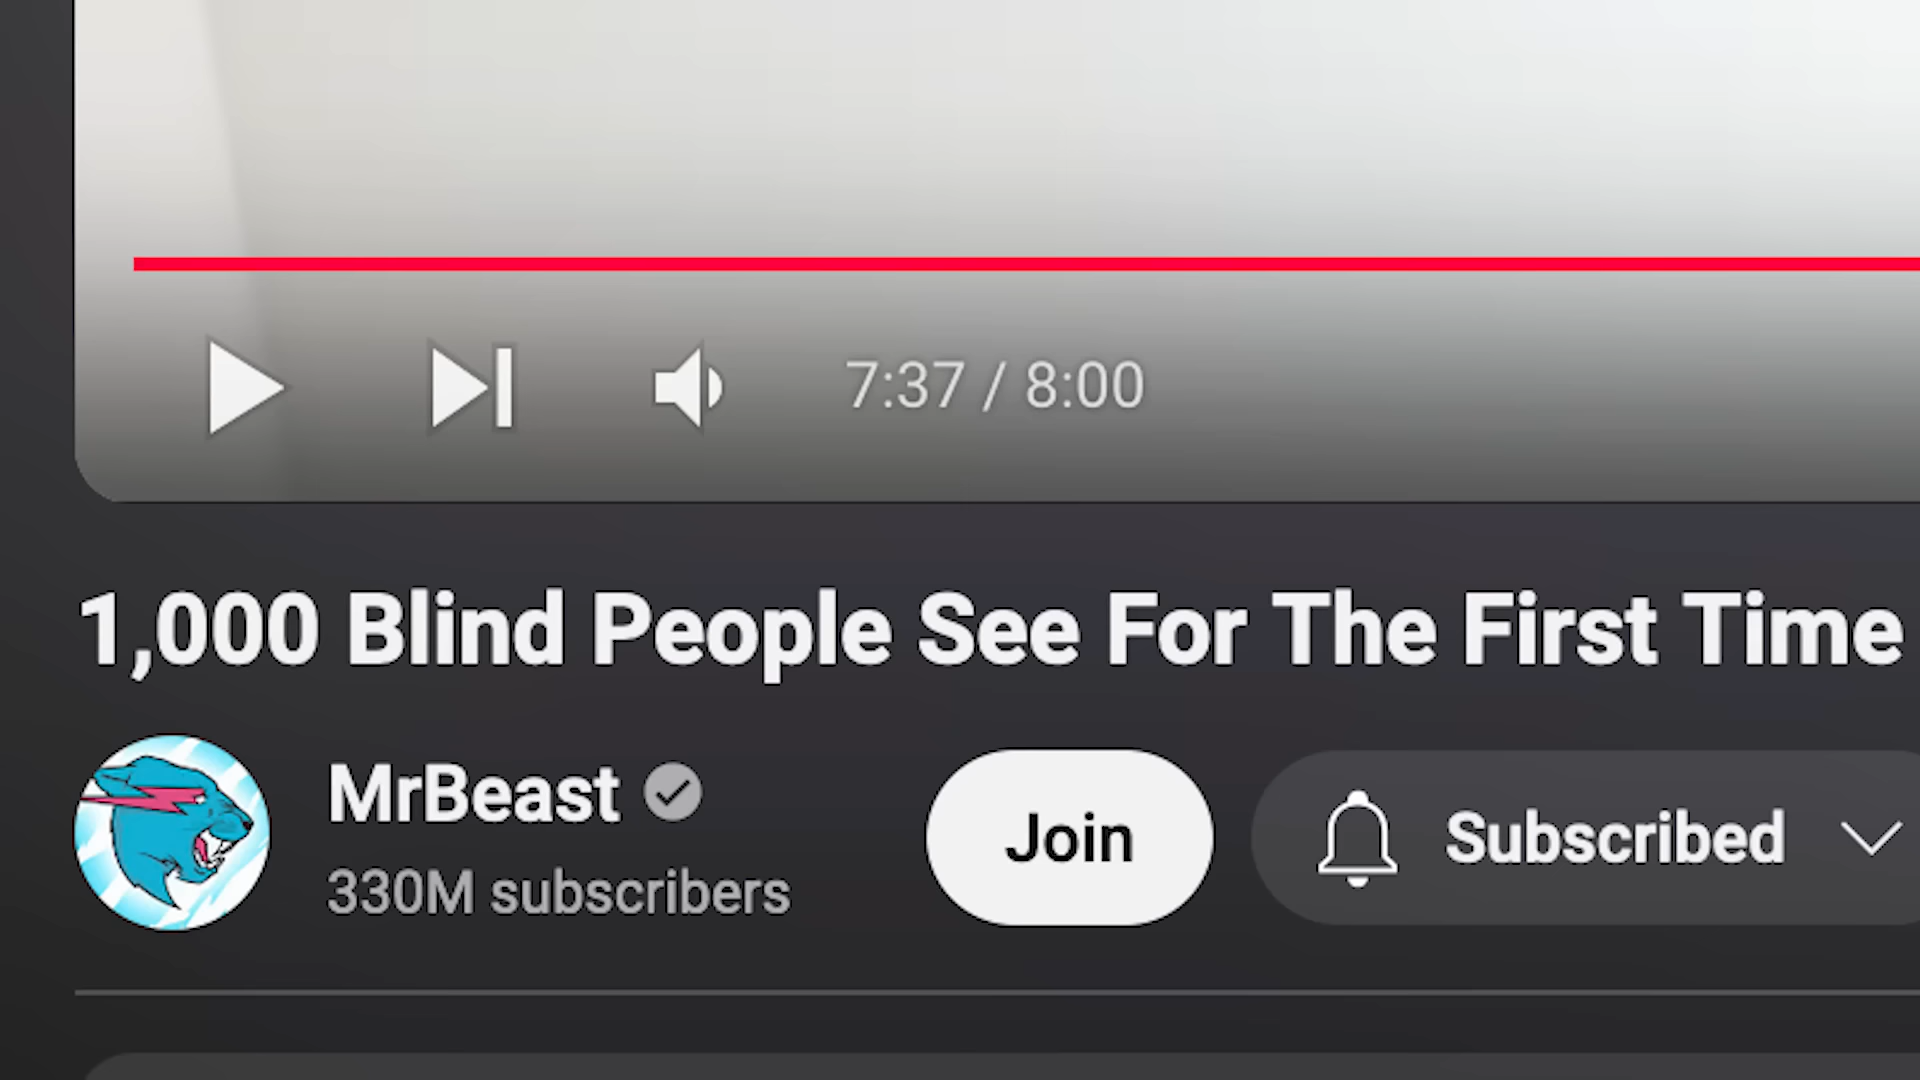 7:37 / 8:00
1,000 Blind People See For The First Time
MrBeast
330M subscribers
Join
Subscribed